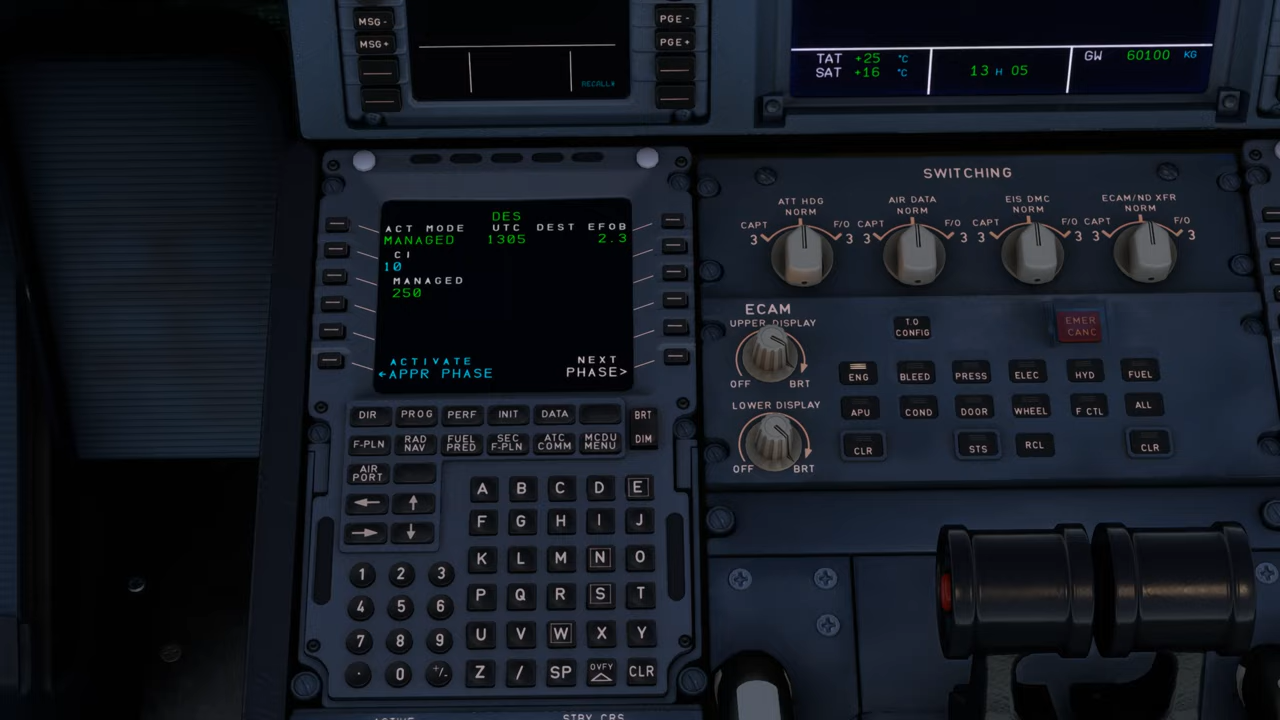 MSG-
MSG+
PGE-
PGE+
TAT +25 °C
SAT +16 °C
13 H 05
GW 60100 KG
DES
ACT MODE UTC DEST EFOB
MANAGED 1305 2.3
CI
10
MANAGED
250
ACTIVATE
←APPR PHASE
NEXT
PHASE>
DIR PROG PERF INIT DATA
BRT
DIM
F-PLN RAD NAV FUEL PRED SEC F-PLN ATC COMM MCDU MENU
AIR PORT
← ↑
→ ↓
A B C D E
F G H I J
K L M N O
P Q R S T
U V W X Y
Z / SP OVFY CLR
1 2 3
4 5 6
7 8 9
. 0 +/-
SWITCHING
ATT HDG
NORM
CAPT F/O
3 3
AIR DATA
NORM
CAPT F/O
3 3
EIS DMC
NORM
CAPT F/O
3 3
ECAM/ND XFR
NORM
CAPT F/O
3 3
ECAM
UPPER DISPLAY
OFF BRT
LOWER DISPLAY
OFF BRT
T.O
CONFIG
EMER
CANC
ENG BLEED PRESS ELEC HYD FUEL
APU COND DOOR WHEEL F CTL ALL
CLR STS RCL CLR
STBY CRS